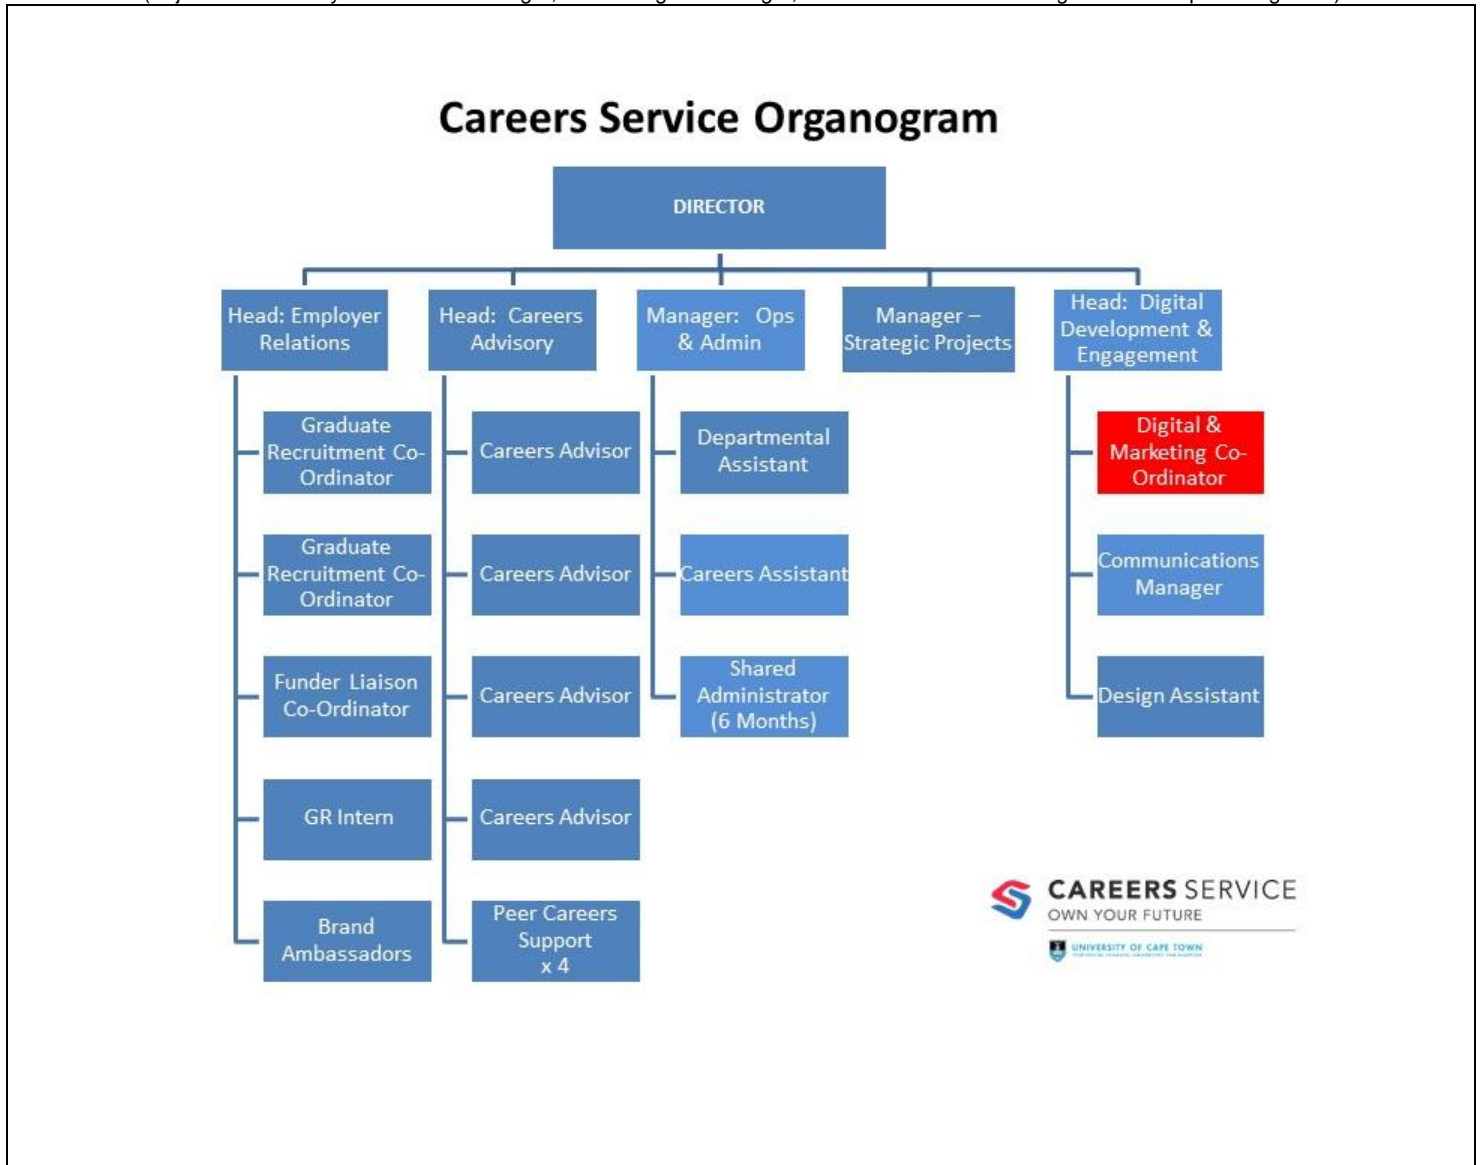 Careers Service Organogram
DIRECTOR
Head: Employer
Relations
Head: Careers
Advisory
Manager: Ops
& Admin
Manager –
Strategic Projects
Head: Digital
Development &
Engagement
Graduate
Recruitment Co-
Ordinator
Graduate
Recruitment Co-
Ordinator
Funder Liaison
Co-Ordinator
GR Intern
Brand
Ambassadors
Careers Advisor
Careers Advisor
Careers Advisor
Careers Advisor
Peer Careers
Support
x 4
Departmental
Assistant
Careers Assistant
Shared
Administrator
(6 Months)
Digital &
Marketing Co-
Ordinator
Communications
Manager
Design Assistant
CAREERS SERVICE
OWN YOUR FUTURE
UNIVERSITY OF CAPE TOWN